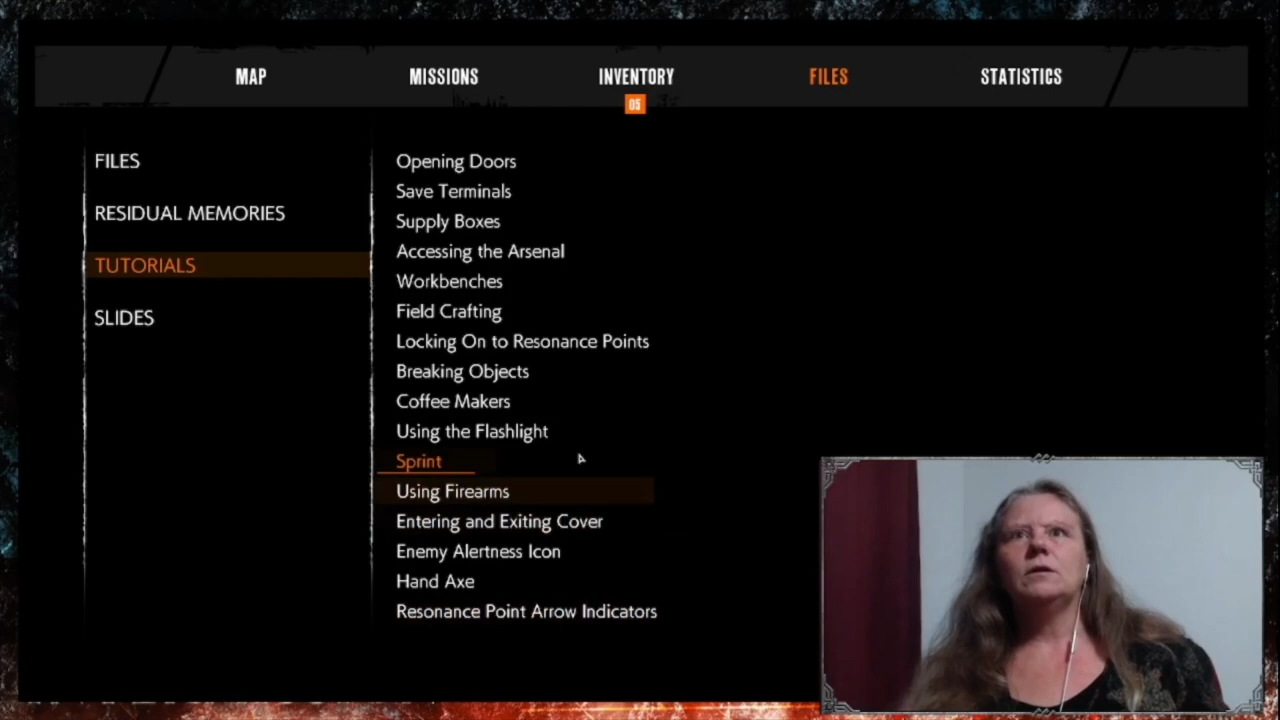 MAP
MISSIONS
INVENTORY
FILES
STATISTICS
05
FILES
RESIDUAL MEMORIES
TUTORIALS
SLIDES
Opening Doors
Save Terminals
Supply Boxes
Accessing the Arsenal
Workbenches
Field Crafting
Locking On to Resonance Points
Breaking Objects
Coffee Makers
Using the Flashlight
Sprint
Using Firearms
Entering and Exiting Cover
Enemy Alertness Icon
Hand Axe
Resonance Point Arrow Indicators